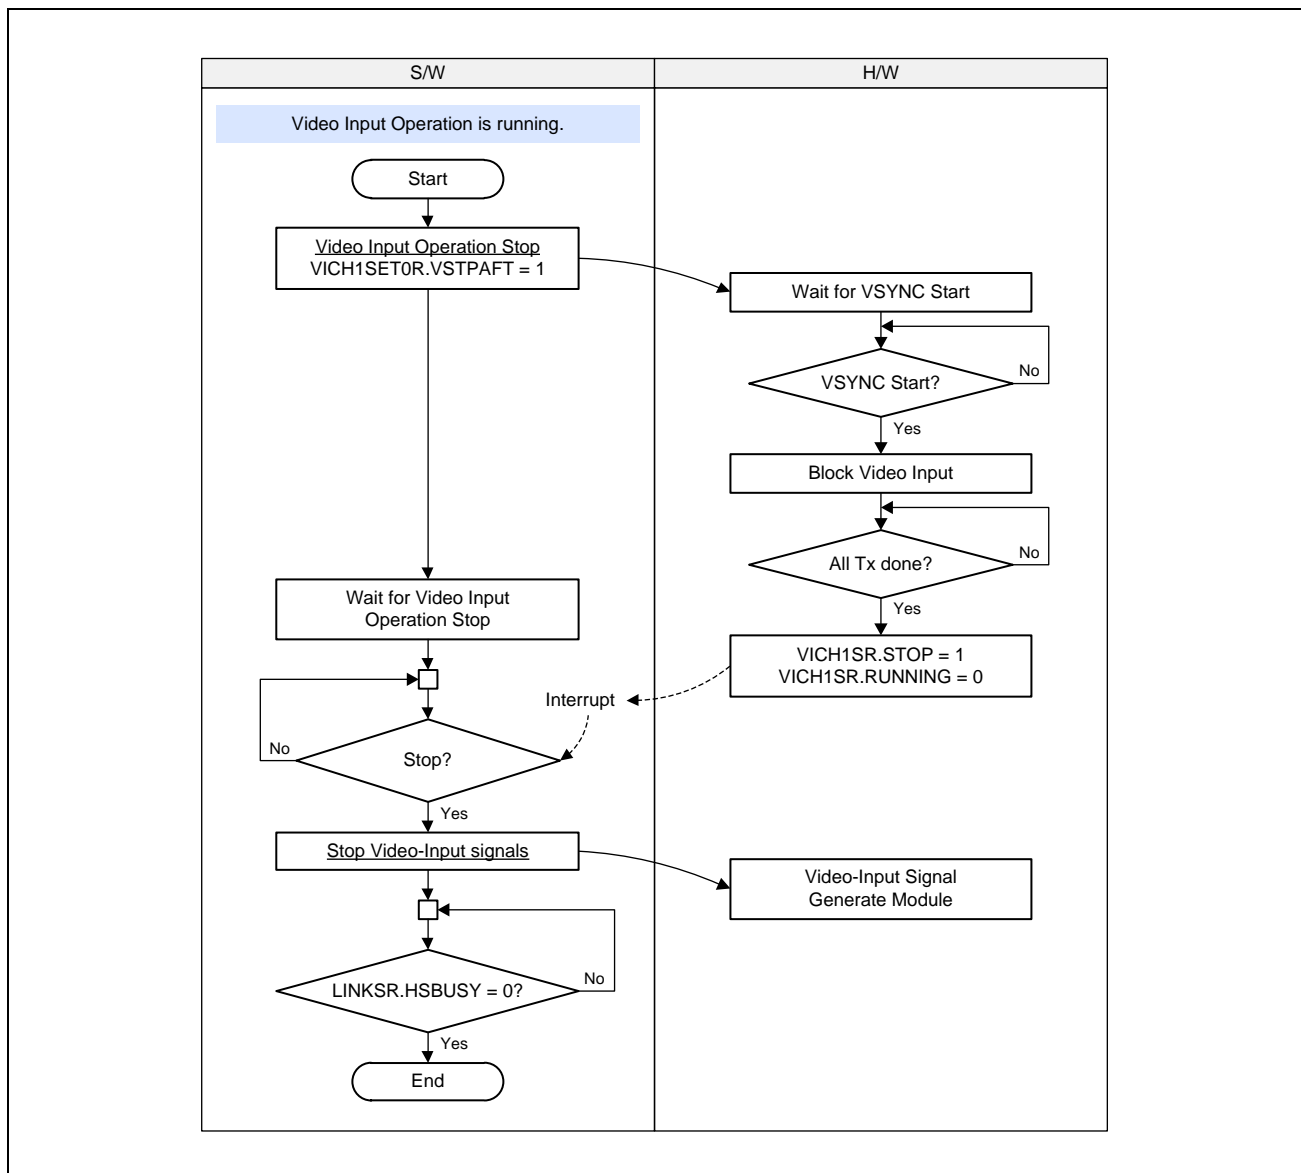 S/W
H/W
Video Input Operation is running.
Start
Video Input Operation Stop
VICH1SET0R.VSTPAFT = 1
Wait for VSYNC Start
VSYNC Start?
No
Yes
Block Video Input
All Tx done?
No
Yes
Wait for Video Input
Operation Stop
VICH1SR.STOP = 1
VICH1SR.RUNNING = 0
Interrupt
No
Stop?
Yes
Stop Video-Input signals
Video-Input Signal
Generate Module
LINKSR.HSBUSY = 0?
No
Yes
End